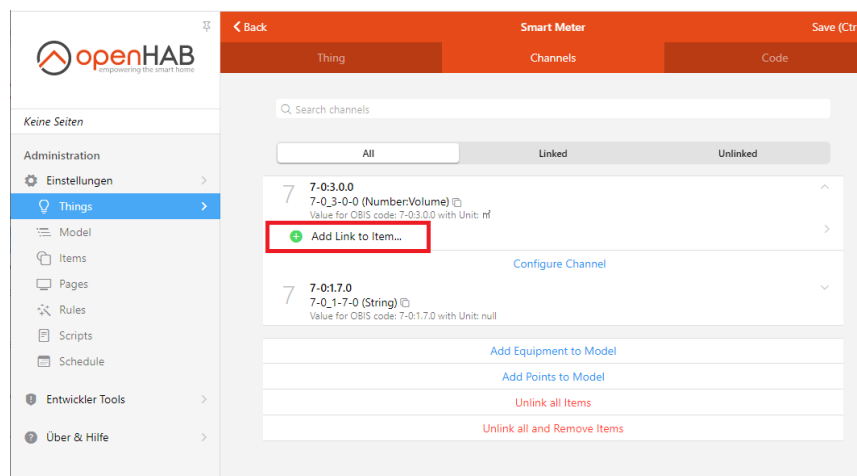 openHAB
empowering the smart home
Keine Seiten
Administration
Einstellungen
Things
Model
Items
Pages
Rules
Scripts
Schedule
Entwickler Tools
Über & Hilfe
Back
Smart Meter
Save (Ctr
Thing
Channels
Code
Search channels
All
Linked
Unlinked
7
7-0:3.0.0
7-0_3-0-0 (Number:Volume)
Value for OBIS code: 7-0:3.0.0 with Unit: ㎥
Add Link to Item...
Configure Channel
7
7-0:1.7.0
7-0_1-7-0 (String)
Value for OBIS code: 7-0:1.7.0 with Unit: null
Add Equipment to Model
Add Points to Model
Unlink all Items
Unlink all and Remove Items